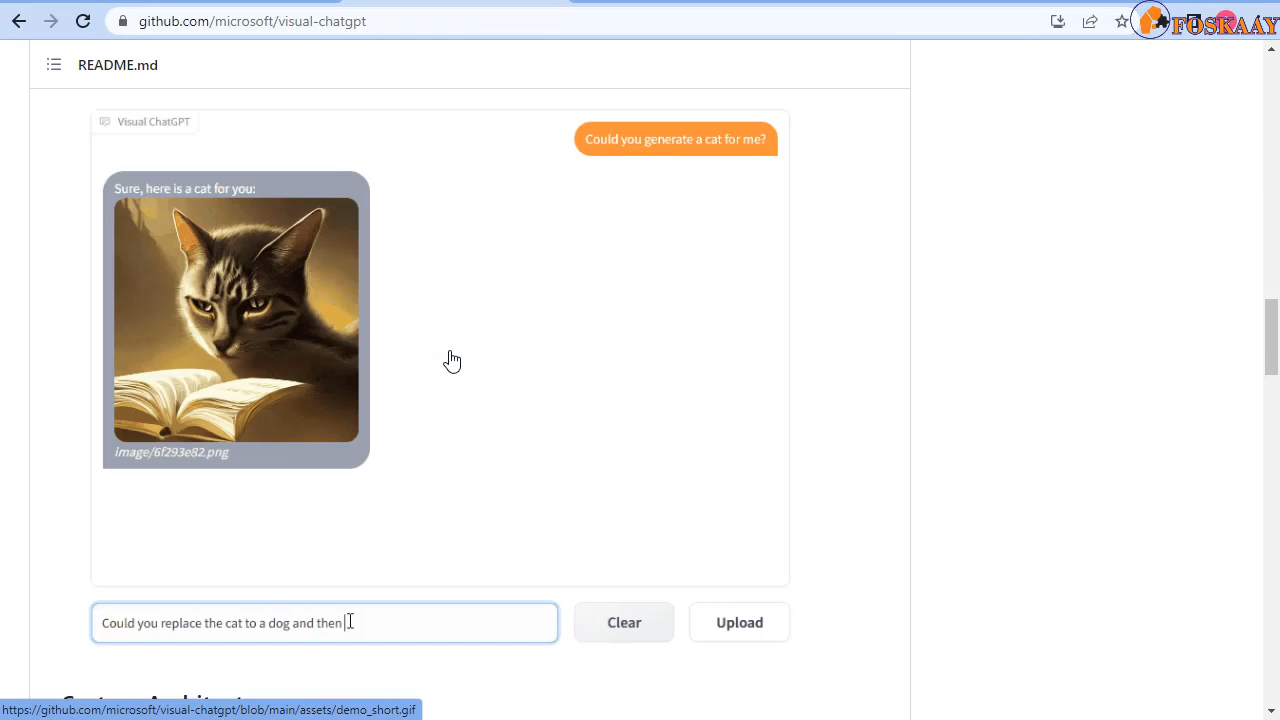 github.com/microsoft/visual-chatgpt
FOSKAAY
README.md
Visual ChatGPT
Could you generate a cat for me?
Sure, here is a cat for you:
image/6f293e82.png
Could you replace the cat to a dog and then
Clear
Upload
https://github.com/microsoft/visual-chatgpt/blob/main/assets/demo_short.gif